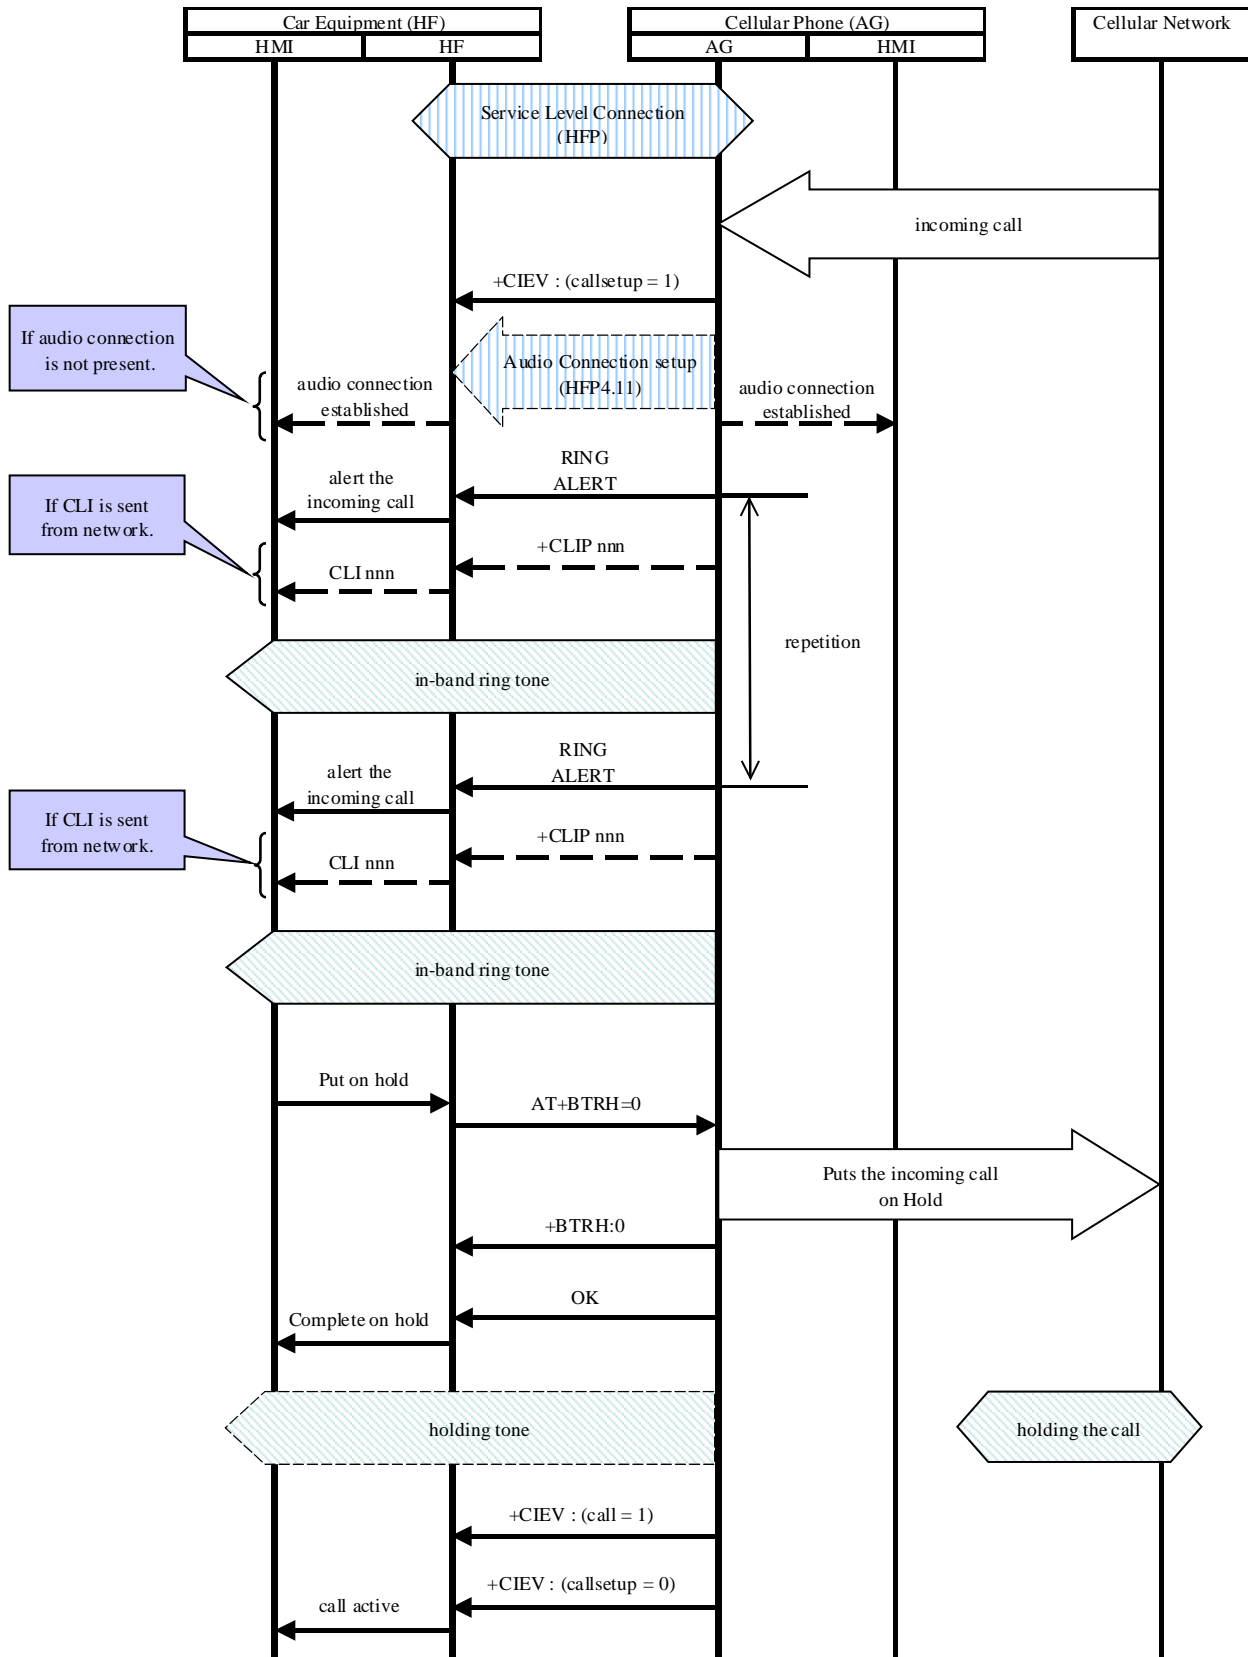 Car Equipment (HF)
Cellular Phone (AG)
Cellular Network
HMI
HF
AG
HMI
Service Level Connection
(HFP)
incoming call
+CIEV : (callsetup = 1)
If audio connection
is not present.
Audio Connection setup
(HFP4.11)
audio connection
established
audio connection
established
RING
ALERT
alert the
incoming call
If CLI is sent
from network.
+CLIP nnn
CLI nnn
repetition
in-band ring tone
RING
ALERT
alert the
incoming call
If CLI is sent
from network.
+CLIP nnn
CLI nnn
in-band ring tone
Put on hold
AT+BTRH=0
Puts the incoming call
on Hold
+BTRH:0
OK
Complete on hold
holding tone
holding the call
+CIEV : (call = 1)
+CIEV : (callsetup = 0)
call active